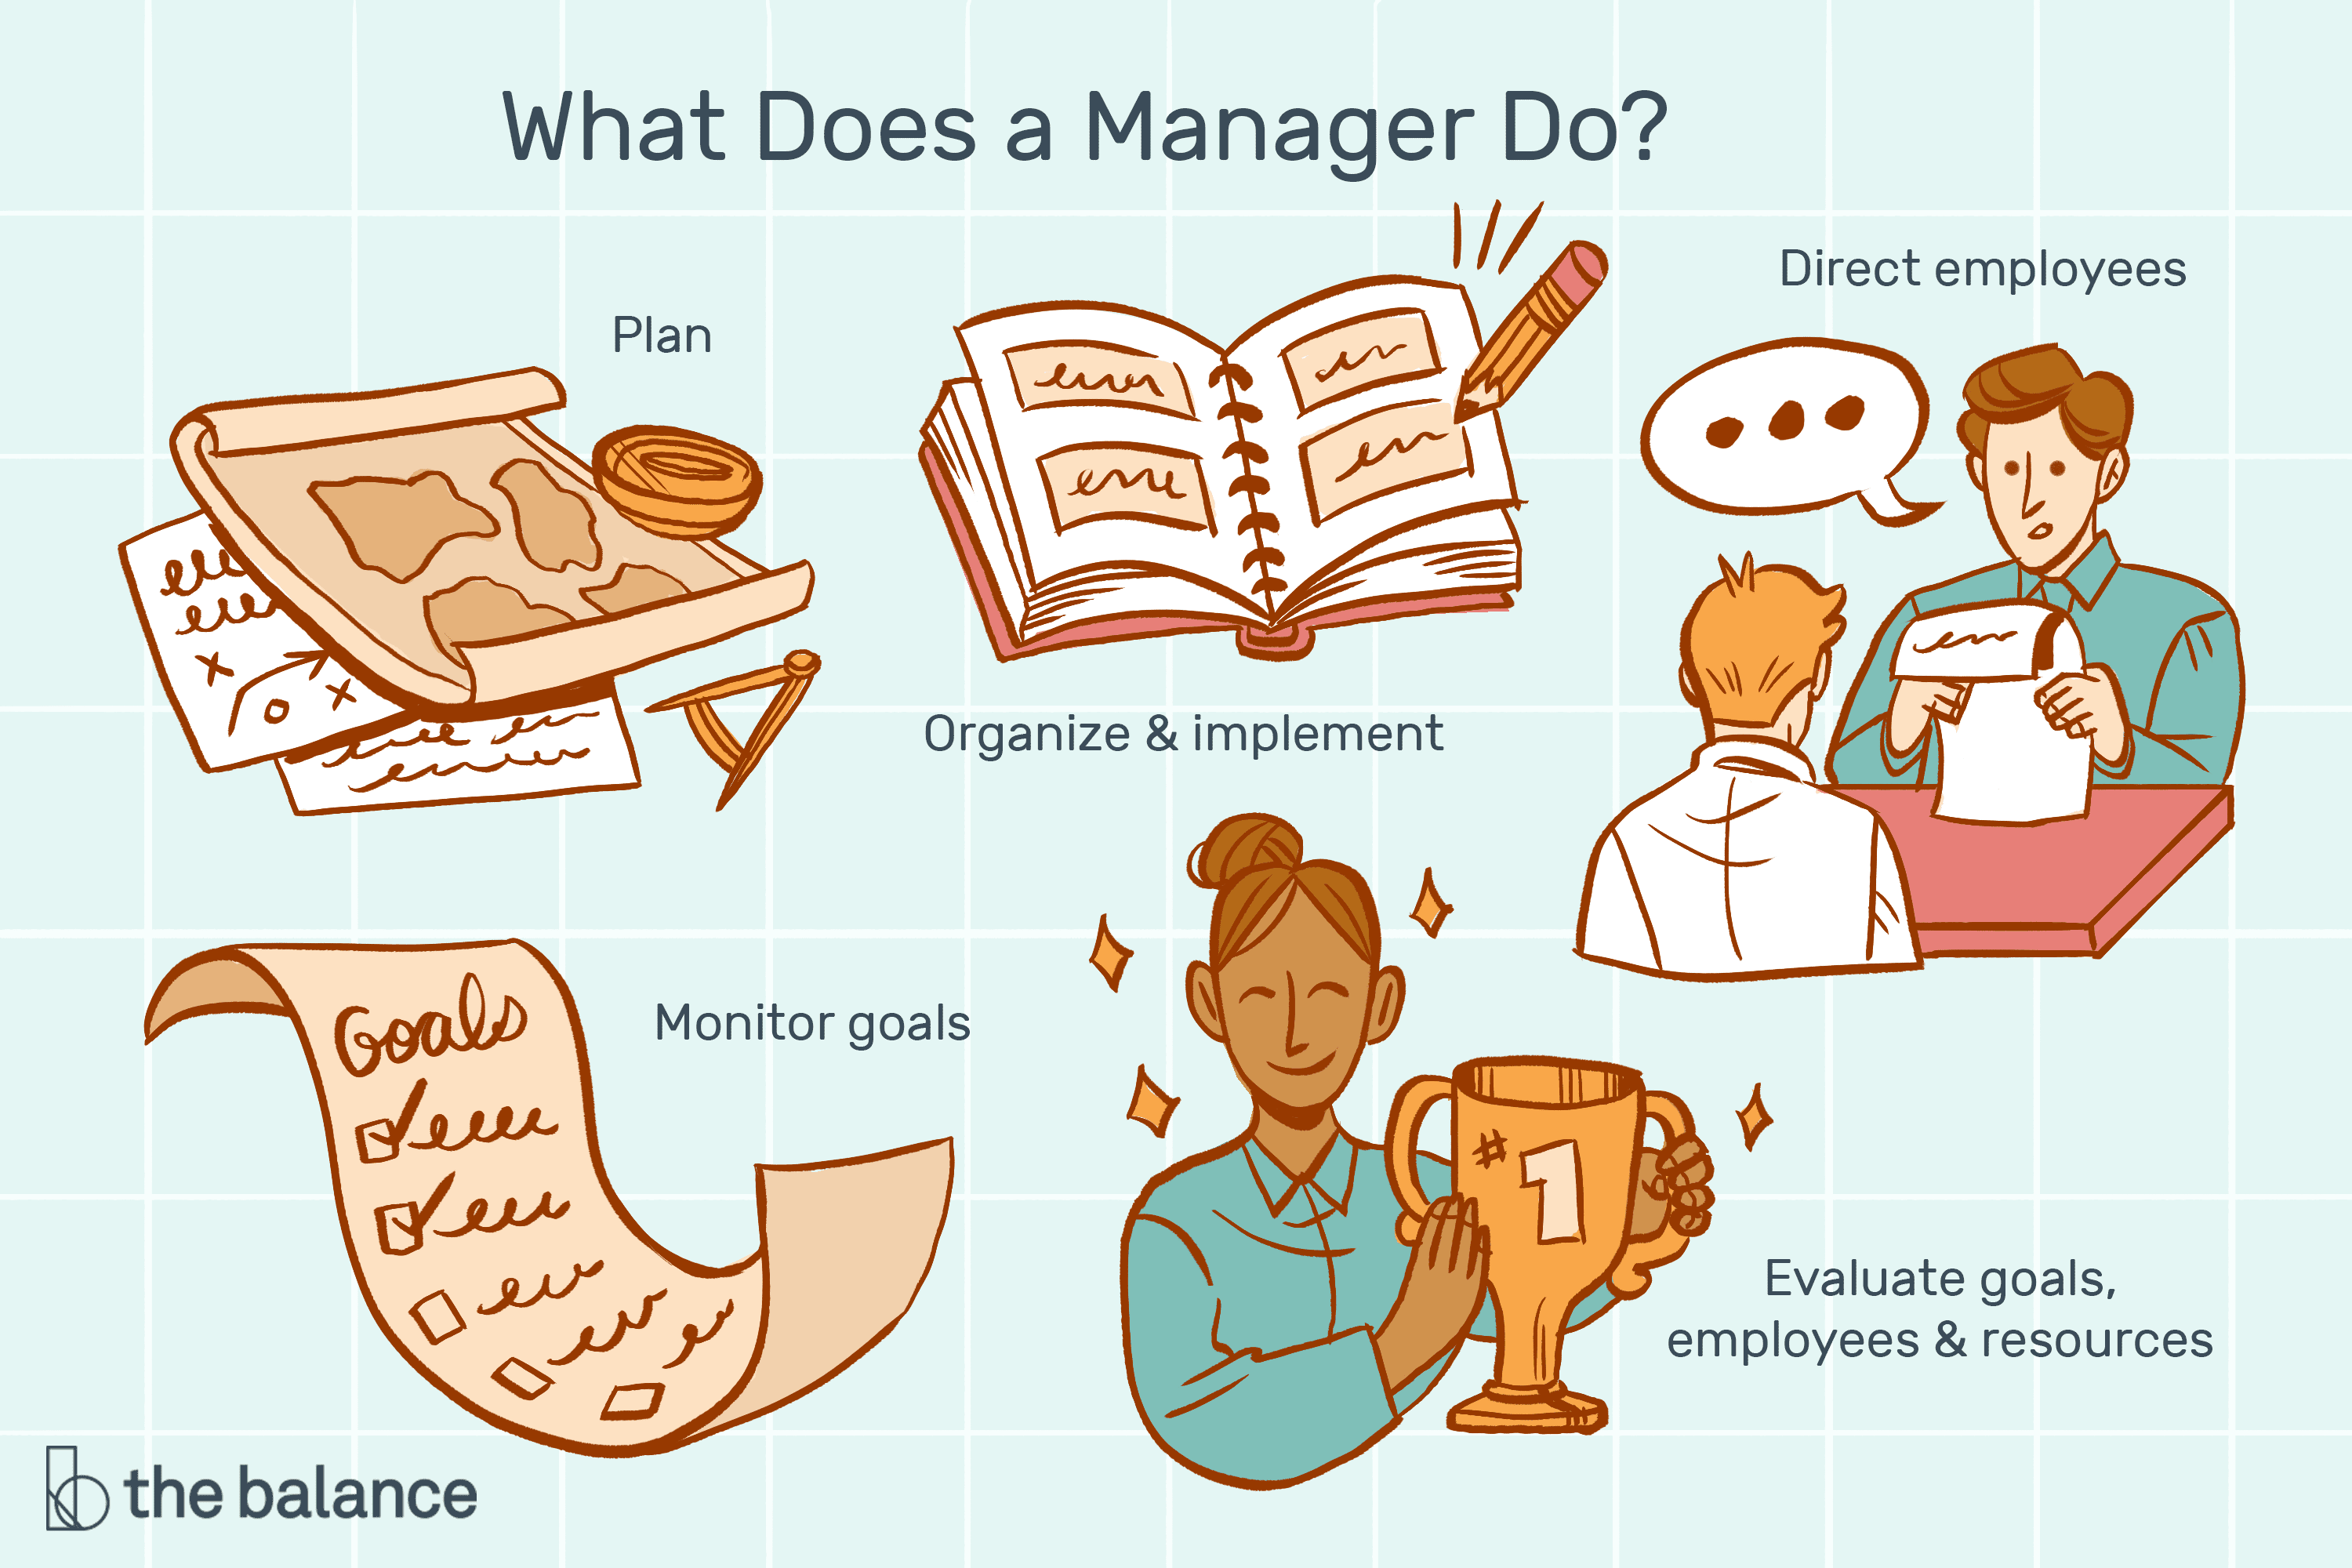 What Does a Manager Do?
Plan
Direct employees
Organize & implement
Monitor goals
Goals
#1
Evaluate goals,
employees & resources
the balance